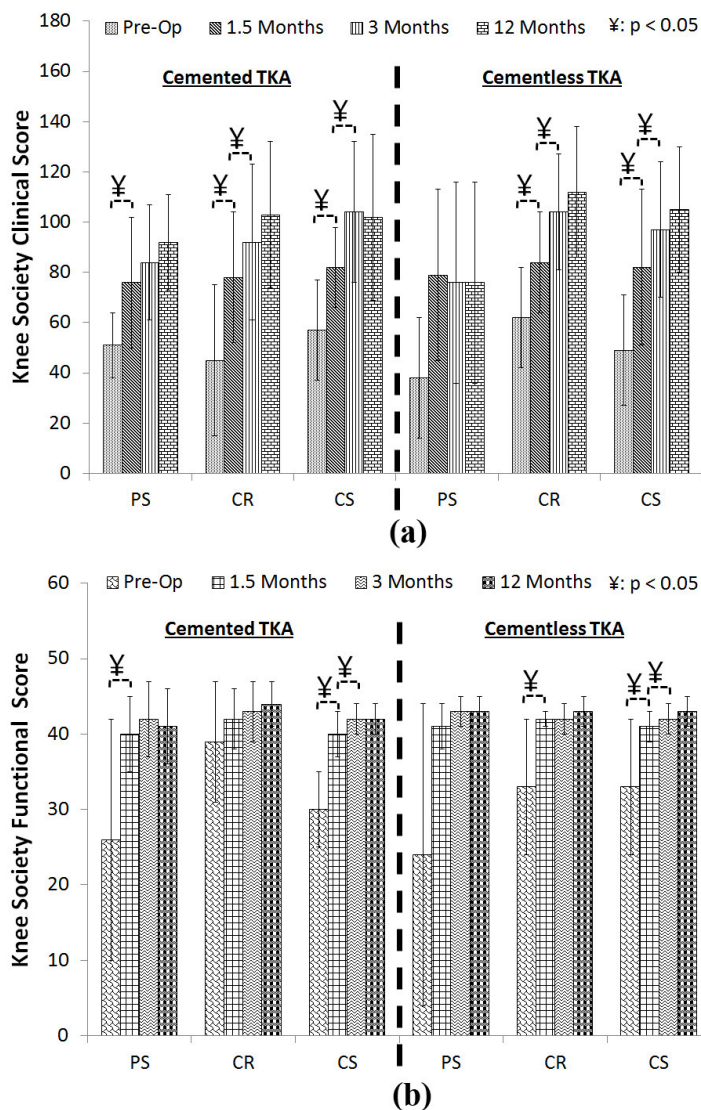 180
Pre-Op 1.5 Months 3 Months 12 Months ¥: p < 0.05
160
Cemented TKA Cementless TKA
140
¥ ¥ ¥
120
¥ ¥ ¥ ¥ ¥
100
80
60
40
20
0
Knee Society Clinical Score
PS CR CS PS CR CS
(a)
60
Pre-Op 1.5 Months 3 Months 12 Months ¥: p < 0.05
Cemented TKA Cementless TKA
50
¥ ¥ ¥ ¥ ¥ ¥
40
30
20
10
0
Knee Society Functional Score
PS CR CS PS CR CS
(b)